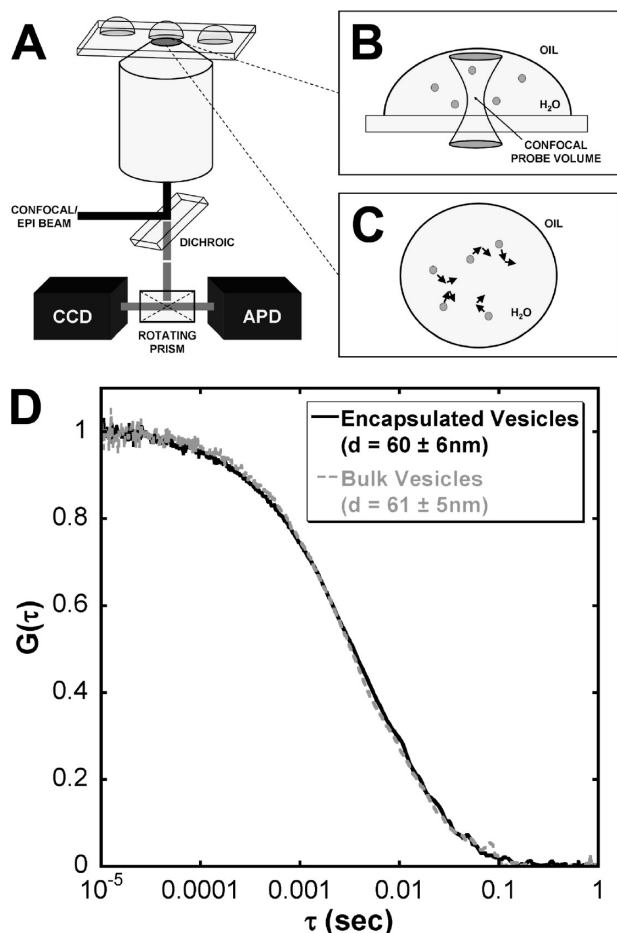 A
CONFOCAL/
EPI BEAM
DICHROIC
CCD
APD
ROTATING
PRISM
B
OIL
H₂O
CONFOCAL
PROBE VOLUME
C
OIL
H₂O
D
Encapsulated Vesicles
(d = 60 ± 6nm)
Bulk Vesicles
(d = 61 ± 5nm)
G(τ)
1
0.8
0.6
0.4
0.2
0
10⁻⁵
0.0001
0.001
0.01
0.1
1
τ (sec)